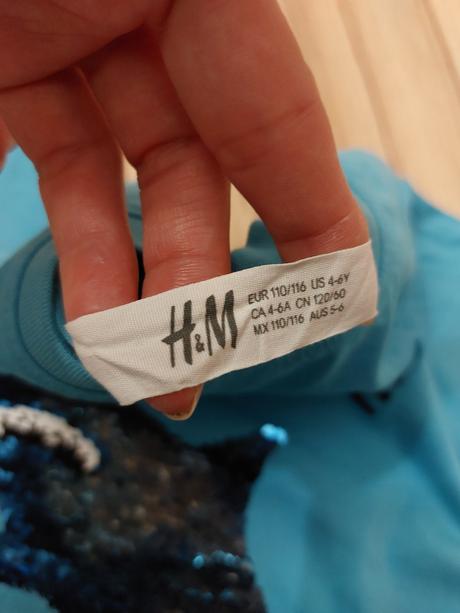 H&M
EUR 110/116 US 4-6Y
CA 4-6A CN 120/60
MX 110/116 AUS 5-6